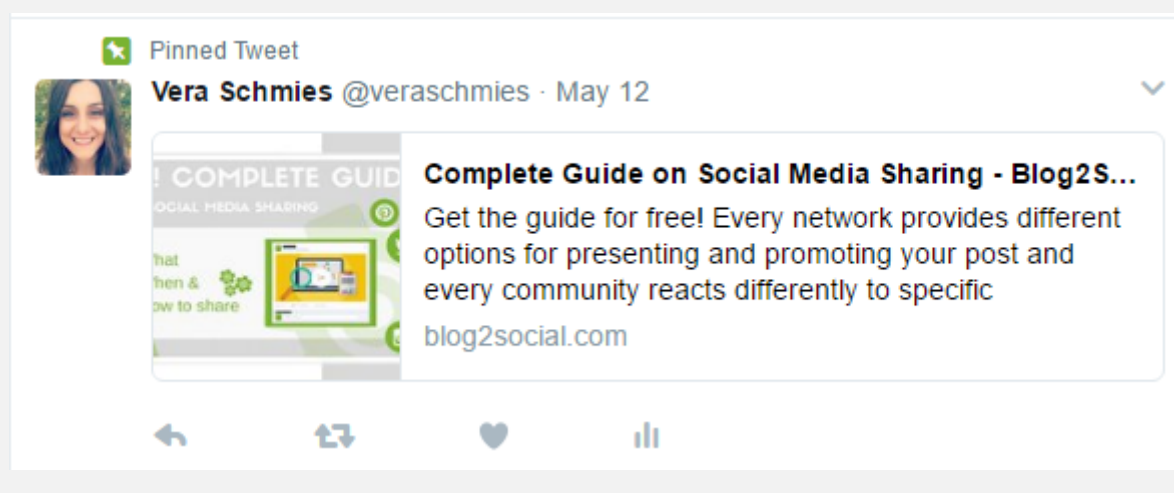 Pinned Tweet
Vera Schmies @veraschmies · May 12
! COMPLETE GUID
OCIAL MEDIA SHARING
hat
hen &
ow to share
Complete Guide on Social Media Sharing - Blog2S...
Get the guide for free! Every network provides different
options for presenting and promoting your post and
every community reacts differently to specific
blog2social.com